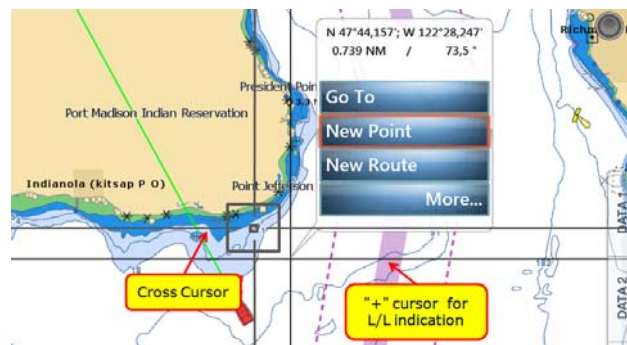 N 47°44,157'; W 122°28,247'
0.739 NM / 73,5 °
President Poin
Port Madison Indian Reservation
Go To
New Point
New Route
More...
Indianola (kitsap P O)
Point Jefferson
Cross Cursor
"+" cursor for
L/L indication
DATA 1
DATA 2